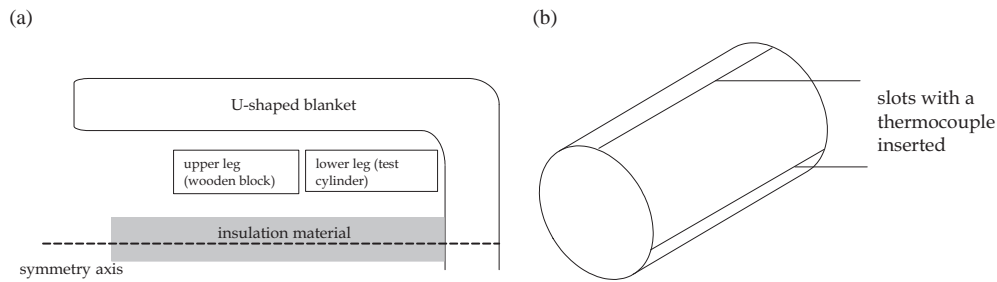 (a)
U-shaped blanket
upper leg
(wooden block)
lower leg (test
cylinder)
insulation material
symmetry axis
(b)
slots with a
thermocouple
inserted